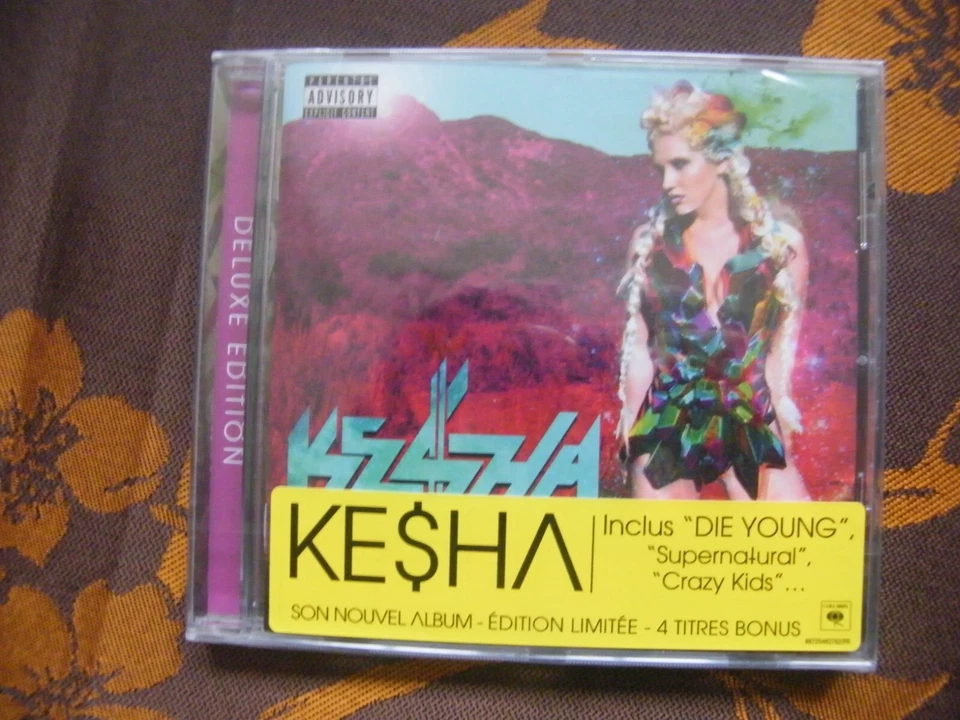 PARENTAL
ADVISORY
EXPLICIT CONTENT
DELUXE EDITION
KE$HA
KE$HA
Inclus "DIE YOUNG",
"Supernatural",
"Crazy Kids"...
SON NOUVEL ALBUM - ÉDITION LIMITÉE - 4 TITRES BONUS